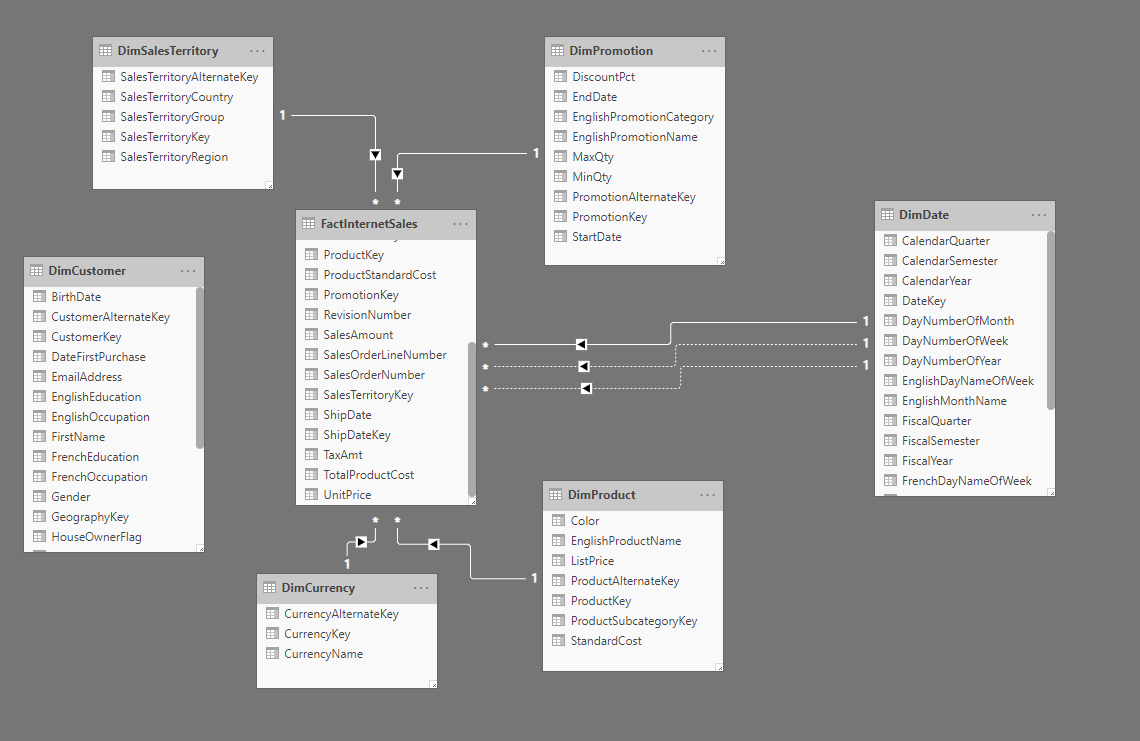 DimSalesTerritory
SalesTerritoryAlternateKey
SalesTerritoryCountry
SalesTerritoryGroup
SalesTerritoryKey
SalesTerritoryRegion
1
DimPromotion
DiscountPct
EndDate
EnglishPromotionCategory
EnglishPromotionName
MaxQty
MinQty
PromotionAlternateKey
PromotionKey
StartDate
1
*
*
FactInternetSales
ProductKey
ProductStandardCost
PromotionKey
RevisionNumber
SalesAmount
SalesOrderLineNumber
SalesOrderNumber
SalesTerritoryKey
ShipDate
ShipDateKey
TaxAmt
TotalProductCost
UnitPrice
DimDate
CalendarQuarter
CalendarSemester
CalendarYear
DateKey
DayNumberOfMonth
DayNumberOfWeek
DayNumberOfYear
EnglishDayNameOfWeek
EnglishMonthName
FiscalQuarter
FiscalSemester
FiscalYear
FrenchDayNameOfWeek
* 1
* 1
* 1
DimCustomer
BirthDate
CustomerAlternateKey
CustomerKey
DateFirstPurchase
EmailAddress
EnglishEducation
EnglishOccupation
FirstName
FrenchEducation
FrenchOccupation
Gender
GeographyKey
HouseOwnerFlag
*
*
1
1
DimProduct
Color
EnglishProductName
ListPrice
ProductAlternateKey
ProductKey
ProductSubcategoryKey
StandardCost
DimCurrency
CurrencyAlternateKey
CurrencyKey
CurrencyName